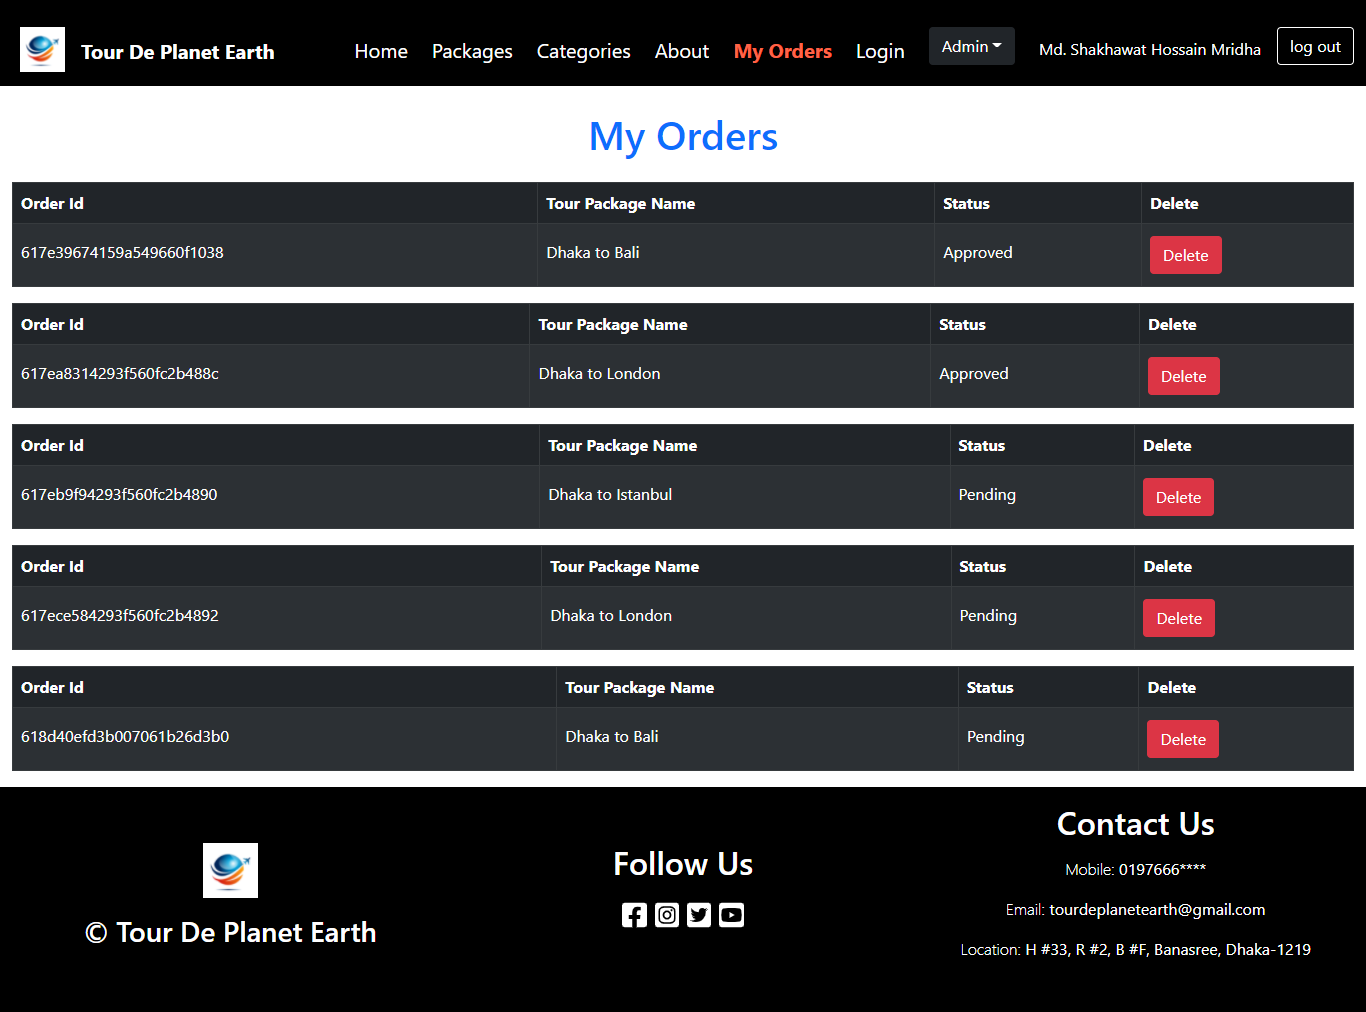 Tour De Planet Earth Home Packages Categories About My Orders Login Admin Md. Shakhawat Hossain Mridha log out
My Orders
Order Id Tour Package Name Status Delete
617e39674159a549660f1038 Dhaka to Bali Approved Delete
Order Id Tour Package Name Status Delete
617ea8314293f560fc2b488c Dhaka to London Approved Delete
Order Id Tour Package Name Status Delete
617eb9f94293f560fc2b4890 Dhaka to Istanbul Pending Delete
Order Id Tour Package Name Status Delete
617ece584293f560fc2b4892 Dhaka to London Pending Delete
Order Id Tour Package Name Status Delete
618d40efd3b007061b26d3b0 Dhaka to Bali Pending Delete
© Tour De Planet Earth
Follow Us
Contact Us
Mobile: 0197666****
Email: tourdeplanetearth@gmail.com
Location: H #33, R #2, B #F, Banasree, Dhaka-1219